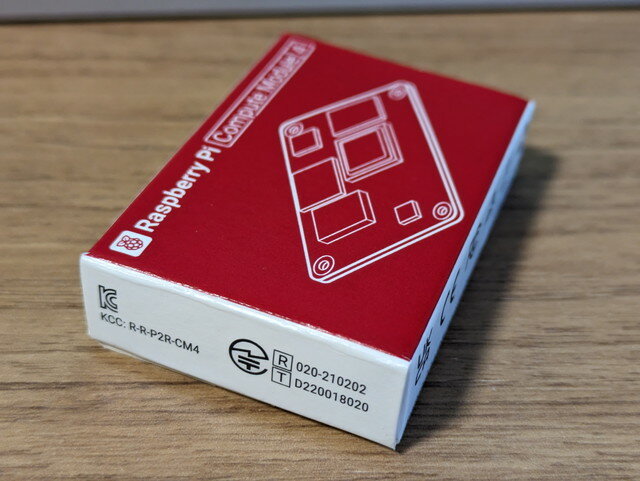 Raspberry Pi Compute Module 4
KCC: R-R-P2R-CM4
R 020-210202
T D220018020